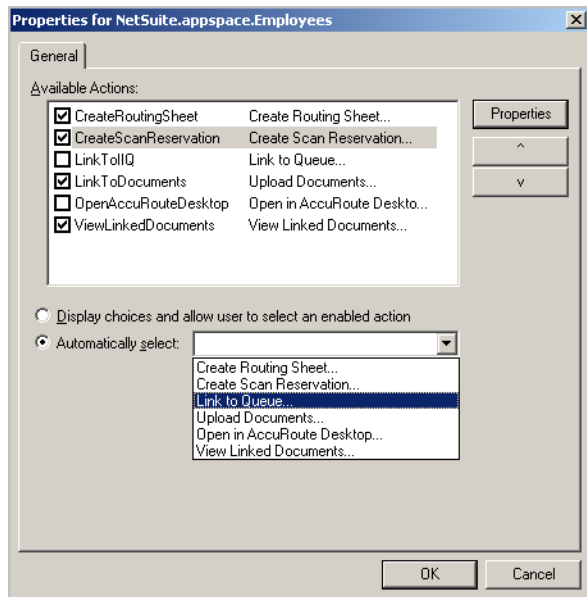 Properties for NetSuite.appspace.Employees
General
Available Actions:
CreateRoutingSheet Create Routing Sheet...
CreateScanReservation Create Scan Reservation...
LinkToIIQ Link to Queue...
LinkToDocuments Upload Documents...
OpenAccuRouteDesktop Open in AccuRoute Deskto...
ViewLinkedDocuments View Linked Documents...
Properties
^
v
Display choices and allow user to select an enabled action
Automatically select:
Create Routing Sheet...
Create Scan Reservation...
Link to Queue...
Upload Documents...
Open in AccuRoute Desktop...
View Linked Documents...
OK Cancel